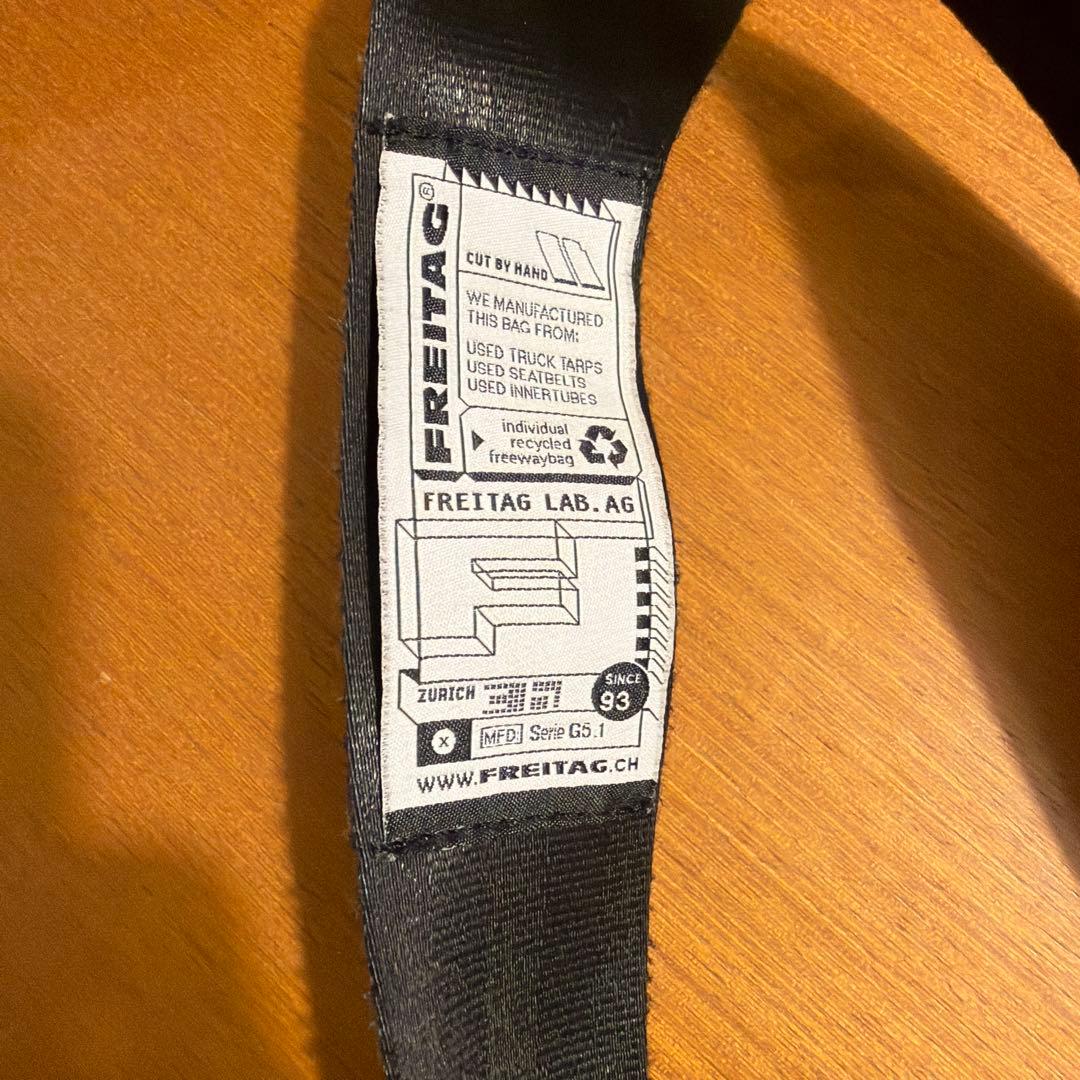 FREITAG®
CUT BY HAND
WE MANUFACTURED
THIS BAG FROM:
USED TRUCK TARPS
USED SEATBELTS
USED INNERTUBES
individual
recycled
freewaybag
FREITAG LAB. AG
F
ZURICH
SINCE
93
X
MFD: Serie G5.1
WWW.FREITAG.CH